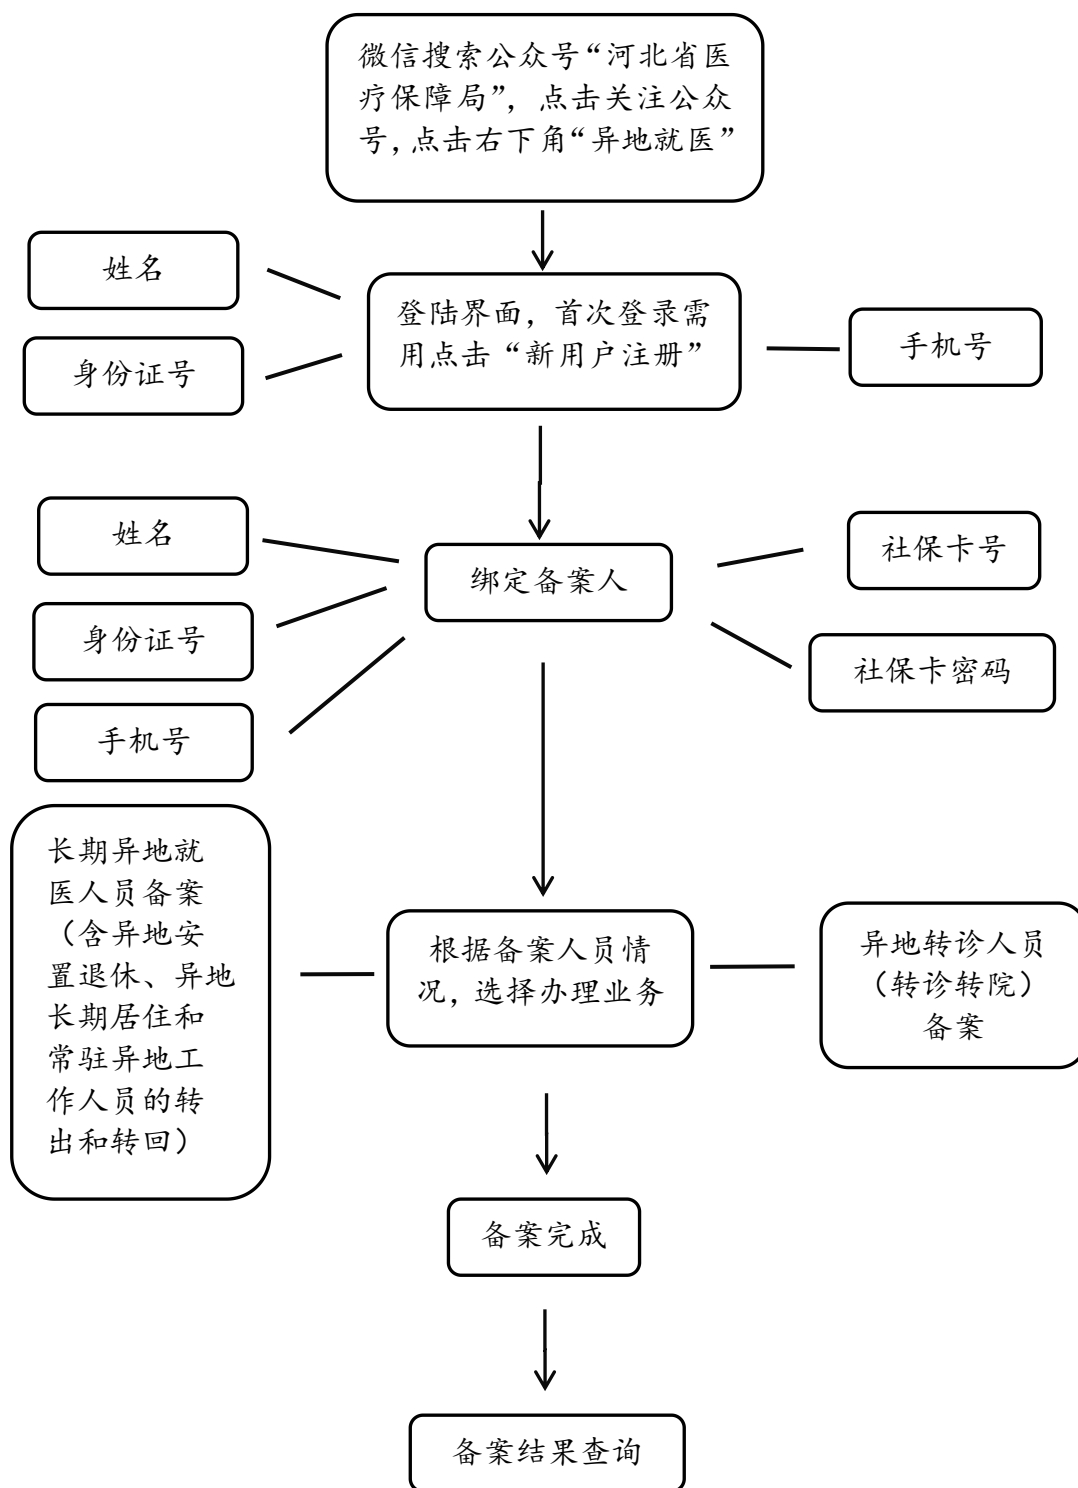 微信搜索公众号“河北省医
疗保障局”，点击关注公众
号，点击右下角“异地就医”
姓名
身份证号
登陆界面，首次登录需
用点击“新用户注册”
手机号
姓名
身份证号
手机号
绑定备案人
社保卡号
社保卡密码
长期异地就
医人员备案
（含异地安
置退休、异地
长期居住和
常驻异地工
作人员的转
出和转回）
根据备案人员情
况，选择办理业务
异地转诊人员
（转诊转院）
备案
备案完成
备案结果查询